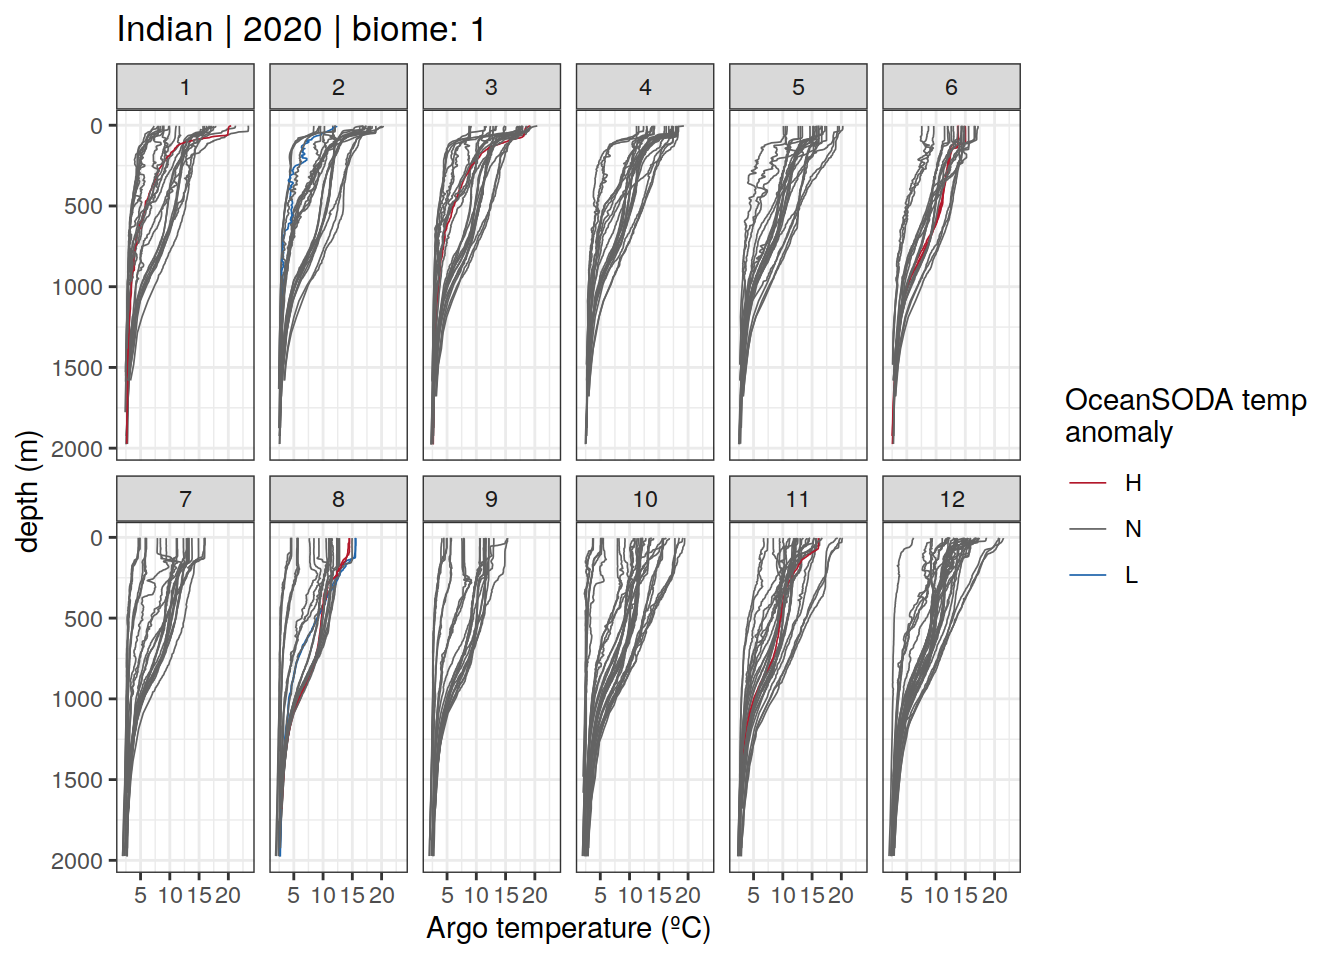 Indian | 2020 | biome: 1
1 2 3 4 5 6
0
500
1000
1500
2000
7 8 9 10 11 12
0
500
1000
1500
2000
5 10 15 20 5 10 15 20 5 10 15 20 5 10 15 20 5 10 15 20 5 10 15 20
Argo temperature (ºC)
depth (m)
OceanSODA temp
anomaly
H
N
L